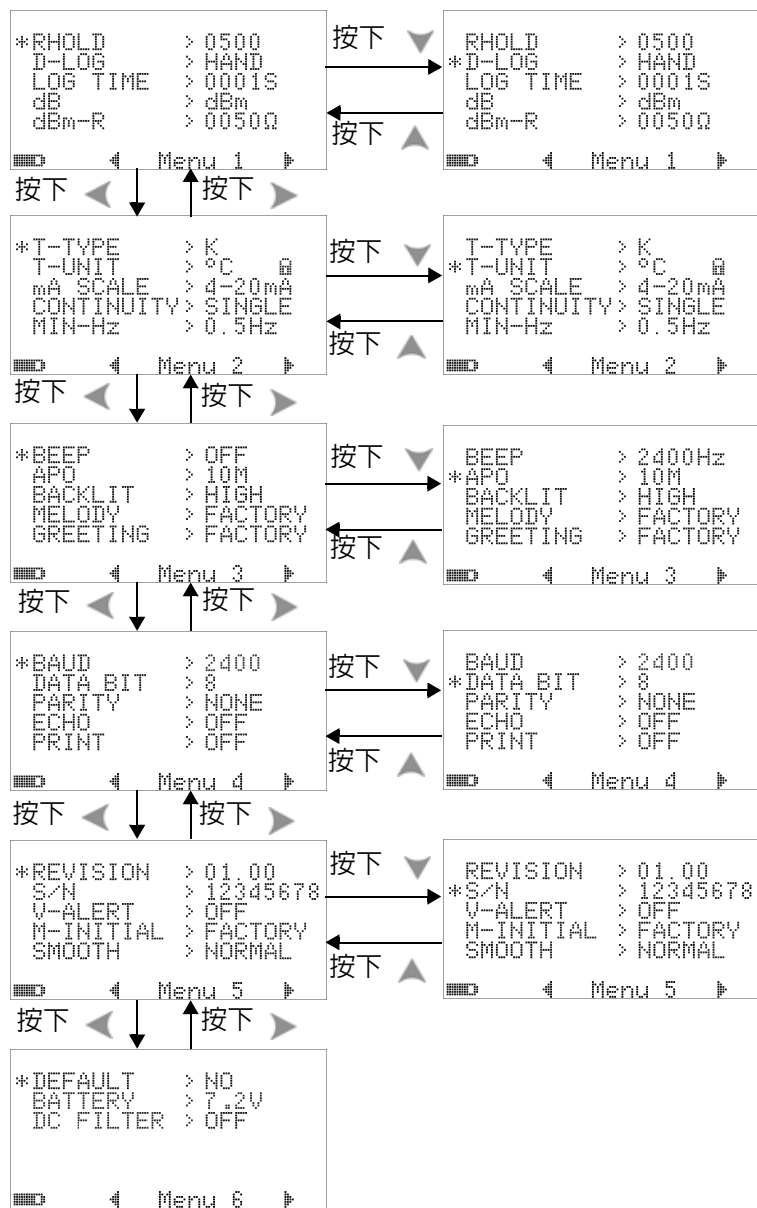 *RHOLD > 0500
D-LOG > HAND
LOG TIME > 0001S
dB > dBm
dBm-R > 0050Ω
Menu 1
按下
按下
RHOLD > 0500
*D-LOG > HAND
LOG TIME > 0001S
dB > dBm
dBm-R > 0050Ω
Menu 1
按下
按下
*T-TYPE > K
T-UNIT > °C
mA SCALE > 4-20mA
CONTINUITY> SINGLE
MIN-Hz > 0.5Hz
Menu 2
按下
按下
T-TYPE > K
*T-UNIT > °C
mA SCALE > 4-20mA
CONTINUITY> SINGLE
MIN-Hz > 0.5Hz
Menu 2
按下
按下
*BEEP > OFF
APO > 10M
BACKLIT > HIGH
MELODY > FACTORY
GREETING > FACTORY
Menu 3
按下
按下
BEEP > 2400Hz
*APO > 10M
BACKLIT > HIGH
MELODY > FACTORY
GREETING > FACTORY
Menu 3
按下
按下
*BAUD > 2400
DATA BIT > 8
PARITY > NONE
ECHO > OFF
PRINT > OFF
Menu 4
按下
按下
BAUD > 2400
*DATA BIT > 8
PARITY > NONE
ECHO > OFF
PRINT > OFF
Menu 4
按下
按下
*REVISION > 01.00
S/N > 12345678
V-ALERT > OFF
M-INITIAL > FACTORY
SMOOTH > NORMAL
Menu 5
按下
按下
REVISION > 01.00
*S/N > 12345678
V-ALERT > OFF
M-INITIAL > FACTORY
SMOOTH > NORMAL
Menu 5
按下
按下
*DEFAULT > NO
BATTERY > 7.2V
DC FILTER > OFF
Menu 6